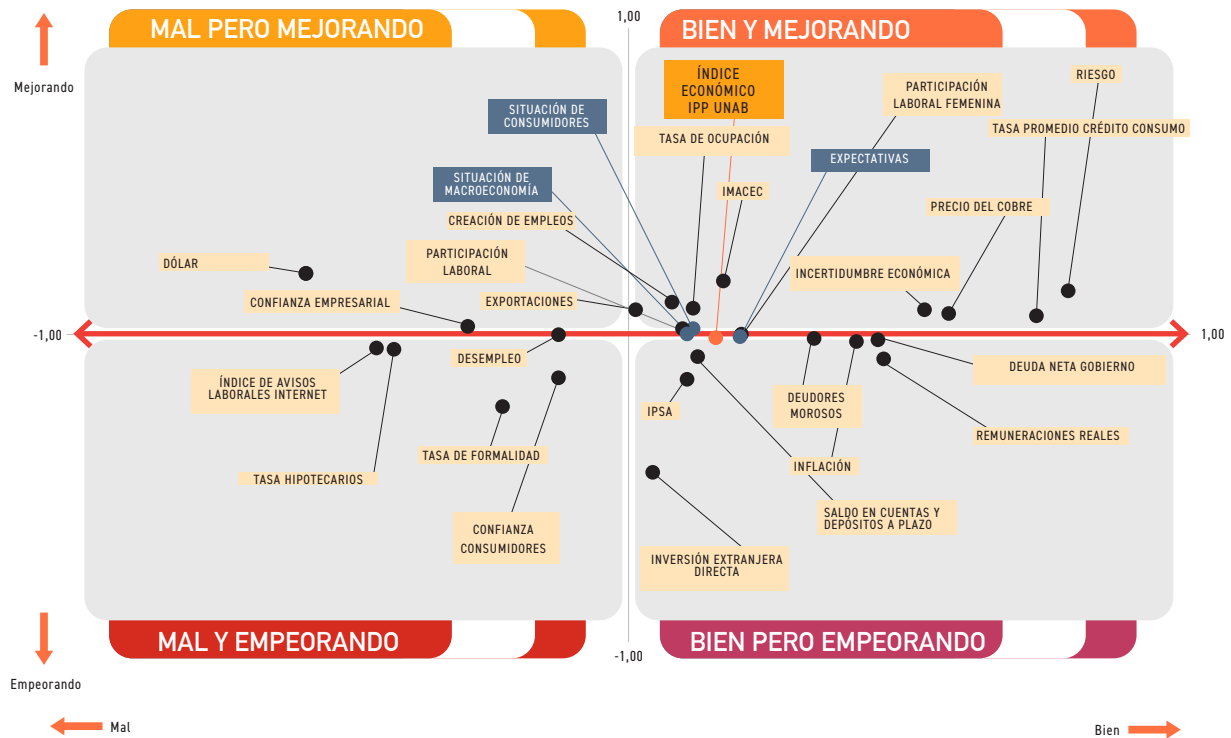 MAL PERO MEJORANDO
1,00
BIEN Y MEJORANDO
Mejorando
ÍNDICE
ECONÓMICO
IPP UNAB
RIESGO
PARTICIPACIÓN
LABORAL FEMENINA
SITUACIÓN DE
CONSUMIDORES
TASA DE OCUPACIÓN
TASA PROMEDIO CRÉDITO CONSUMO
EXPECTATIVAS
SITUACIÓN DE
MACROECONOMÍA
IMACEC
CREACIÓN DE EMPLEOS
PRECIO DEL COBRE
PARTICIPACIÓN
LABORAL
DÓLAR
INCERTIDUMBRE ECONÓMICA
CONFIANZA EMPRESARIAL
EXPORTACIONES
-1,00
1,00
DESEMPLEO
DEUDA NETA GOBIERNO
ÍNDICE DE AVISOS
LABORALES INTERNET
DEUDORES
MOROSOS
IPSA
REMUNERACIONES REALES
TASA DE FORMALIDAD
INFLACIÓN
TASA HIPOTECARIOS
SALDO EN CUENTAS Y
DEPÓSITOS A PLAZO
CONFIANZA
CONSUMIDORES
INVERSIÓN EXTRANJERA
DIRECTA
MAL Y EMPEORANDO
BIEN PERO EMPEORANDO
-1,00
Empeorando
Mal
Bien